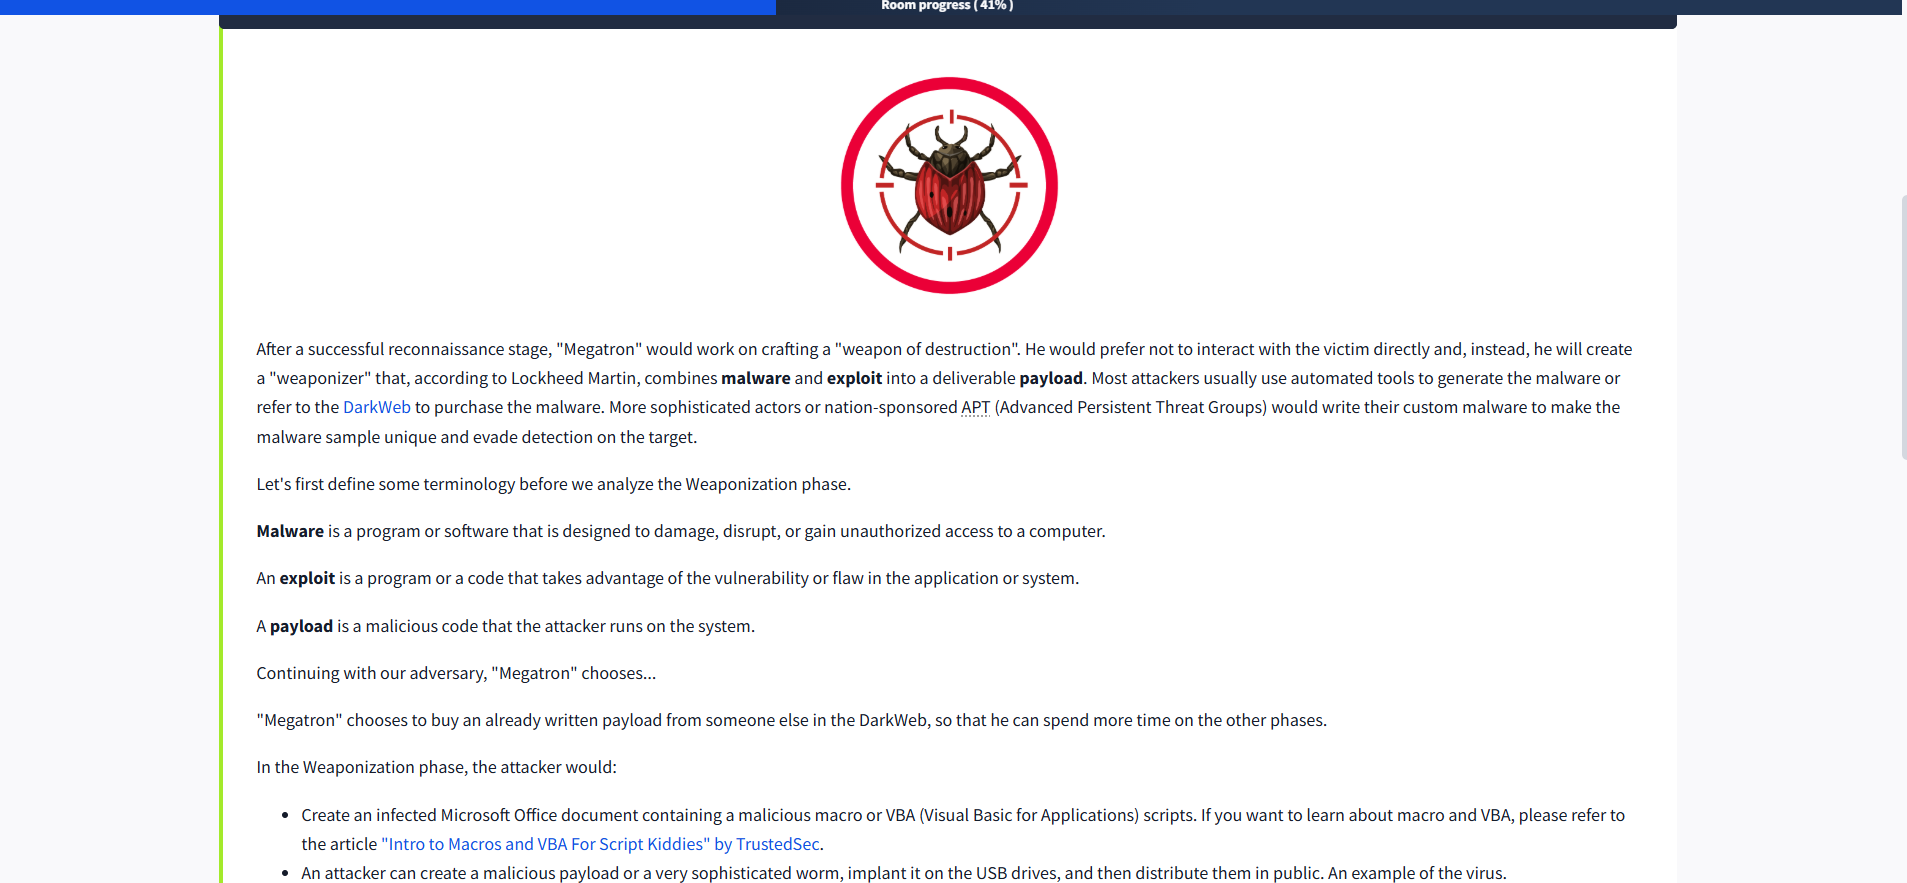 Room progress ( 41% )
After a successful reconnaissance stage, "Megatron" would work on crafting a "weapon of destruction". He would prefer not to interact with the victim directly and, instead, he will create
a "weaponizer" that, according to Lockheed Martin, combines malware and exploit into a deliverable payload. Most attackers usually use automated tools to generate the malware or
refer to the DarkWeb to purchase the malware. More sophisticated actors or nation-sponsored APT (Advanced Persistent Threat Groups) would write their custom malware to make the
malware sample unique and evade detection on the target.
Let's first define some terminology before we analyze the Weaponization phase.
Malware is a program or software that is designed to damage, disrupt, or gain unauthorized access to a computer.
An exploit is a program or a code that takes advantage of the vulnerability or flaw in the application or system.
A payload is a malicious code that the attacker runs on the system.
Continuing with our adversary, "Megatron" chooses...
"Megatron" chooses to buy an already written payload from someone else in the DarkWeb, so that he can spend more time on the other phases.
In the Weaponization phase, the attacker would:
• Create an infected Microsoft Office document containing a malicious macro or VBA (Visual Basic for Applications) scripts. If you want to learn about macro and VBA, please refer to
the article "Intro to Macros and VBA For Script Kiddies" by TrustedSec.
• An attacker can create a malicious payload or a very sophisticated worm, implant it on the USB drives, and then distribute them in public. An example of the virus.